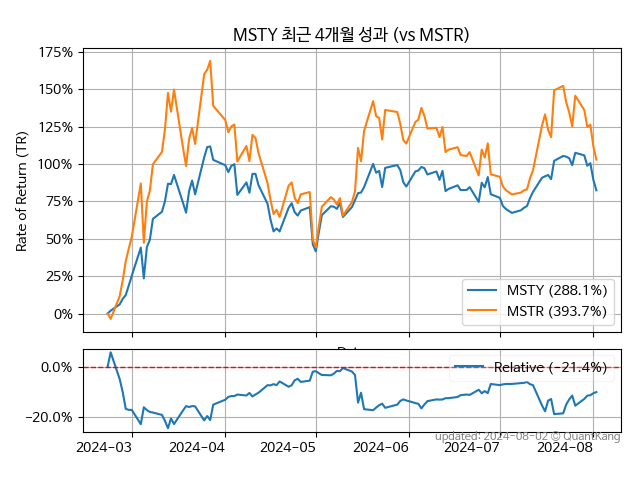 MSTY 최근 4개월 성과 (vs MSTR)
175%
150%
125%
100%
75%
50%
25%
0%
Rate of Return (TR)
MSTY (288.1%)
MSTR (393.7%)
0.0%
−20.0%
Relative (−21.4%)
2024−03
2024−04
2024−05
2024−06
2024−07
2024−08
updated: 2024-08-02 © QuantKang